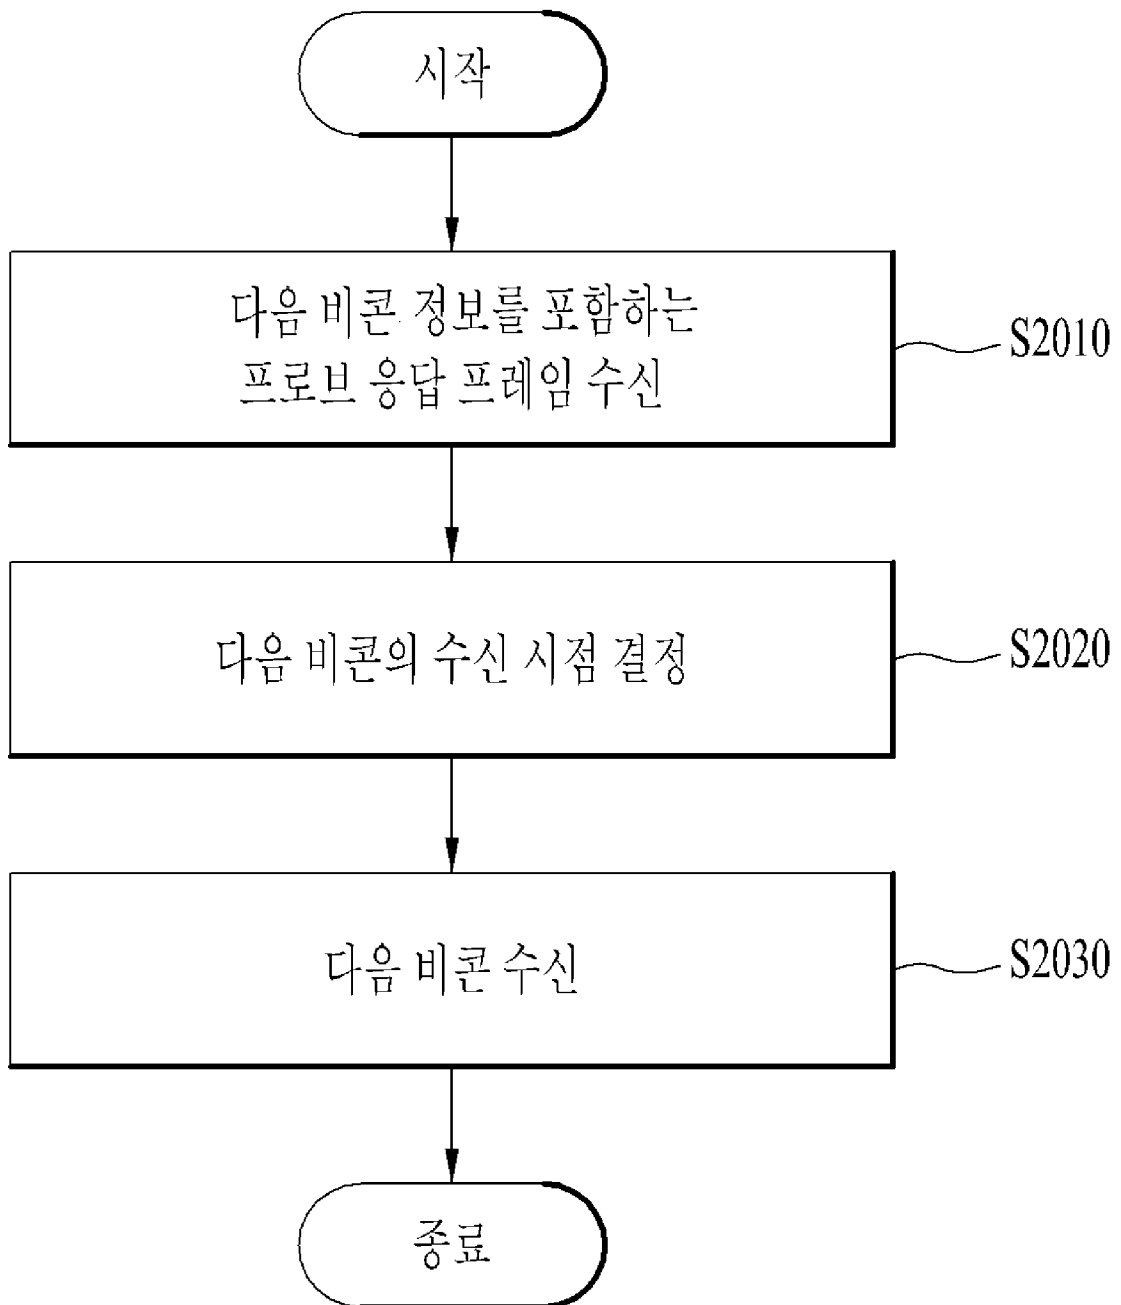 시작
다음 비콘 정보를 포함하는
프로브 응답 프레임 수신
S2010
다음 비콘의 수신 시점 결정
S2020
다음 비콘 수신
S2030
종료